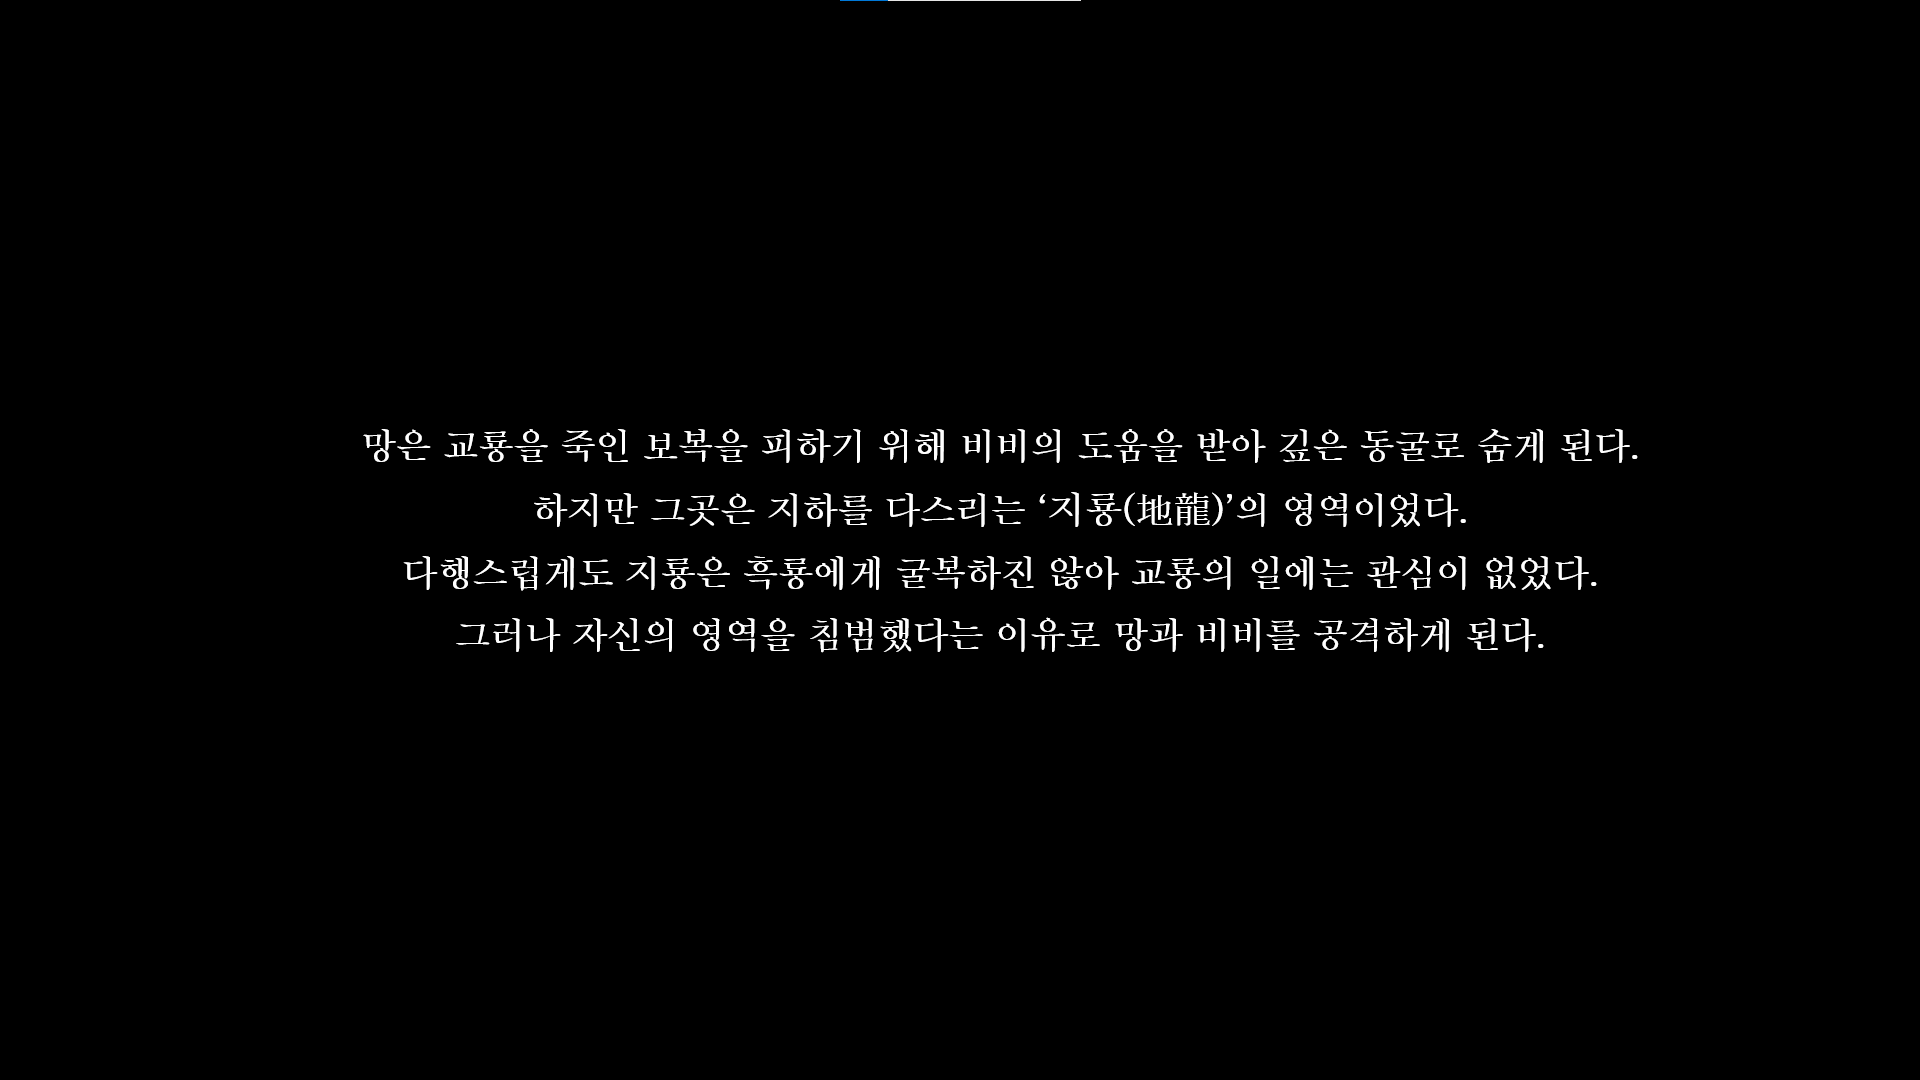 망은 교룡을 죽인 보복을 피하기 위해 비비의 도움을 받아 깊은 동굴로 숨게 된다.
하지만 그곳은 지하를 다스리는 ‘지룡(地龍)’의 영역이었다.
다행스럽게도 지룡은 흑룡에게 굴복하진 않아 교룡의 일에는 관심이 없었다.
그러나 자신의 영역을 침범했다는 이유로 망과 비비를 공격하게 된다.